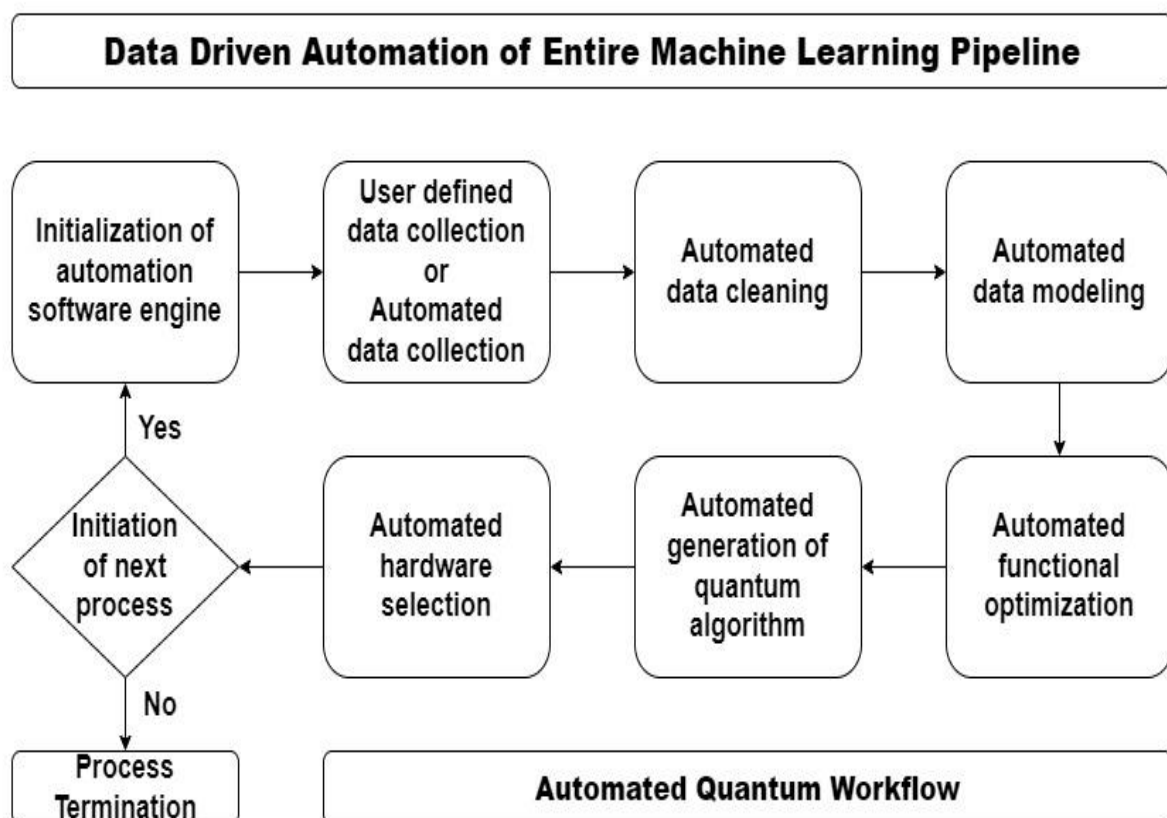 Data Driven Automation of Entire Machine Learning Pipeline
Initialization of
automation
software engine
User defined
data collection
or
Automated
data collection
Automated
data cleaning
Automated
data modeling
Yes
Initiation
of next
process
Automated
hardware
selection
Automated
generation of
quantum
algorithm
Automated
functional
optimization
No
Process
Termination
Automated Quantum Workflow